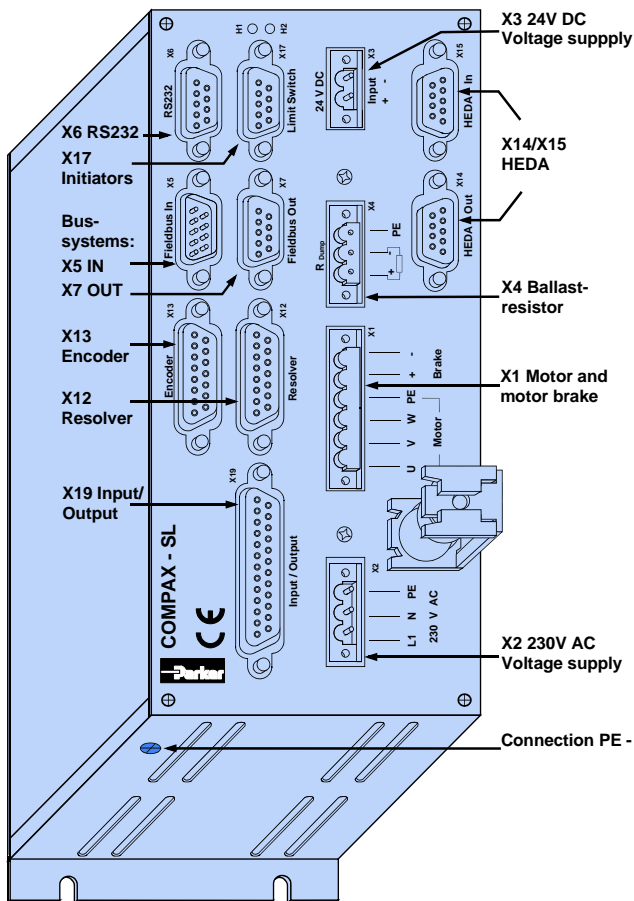 X3 24V DC
Voltage suppply
H1 H2
X6
X17
X3
X15
RS232
Limit Switch
24 V DC
Input
+ -
HEDA In
X6 RS232
X17
Initiators
X14/X15
HEDA
X5
X7
X4
X14
Fieldbus In
Fieldbus Out
R Dump
PE
-
+
HEDA Out
Bus-
systems:
X5 IN
X7 OUT
X4 Ballast-
resistor
X13
X12
X1
Encoder
Resolver
X13
Encoder
X12
Resolver
-
+
Brake
PE
W
V
U
Motor
X1 Motor and
motor brake
X19 Input/
Output
X19
Input / Output
X2
PE
N
L1
230 V AC
COMPAX - SL
CE
Parker
X2 230V AC
Voltage supply
Connection PE -